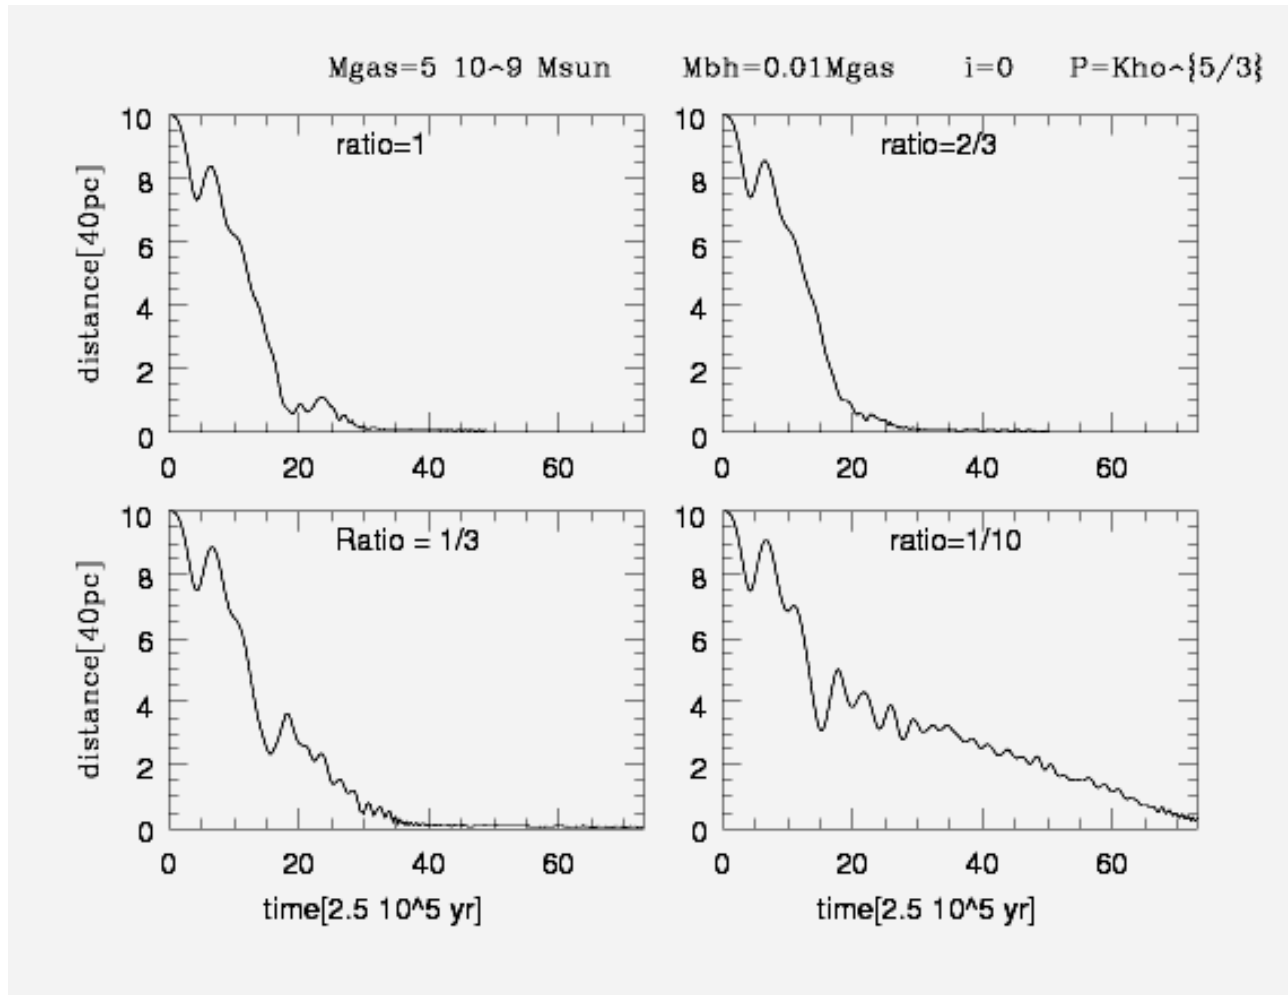 Mgas=5 10^9 Msun Mbh=0.01Mgas i=0 P=Kho^{5/3}
10 ratio=1 10 ratio=2/3
8 8
6 6
4 4
2 2
0 0
distance[40pc]
0 20 40 60 0 20 40 60
10 Ratio = 1/3 10 ratio=1/10
8 8
6 6
4 4
2 2
0 0
distance[40pc]
0 20 40 60 0 20 40 60
time[2.5 10^5 yr] time[2.5 10^5 yr]